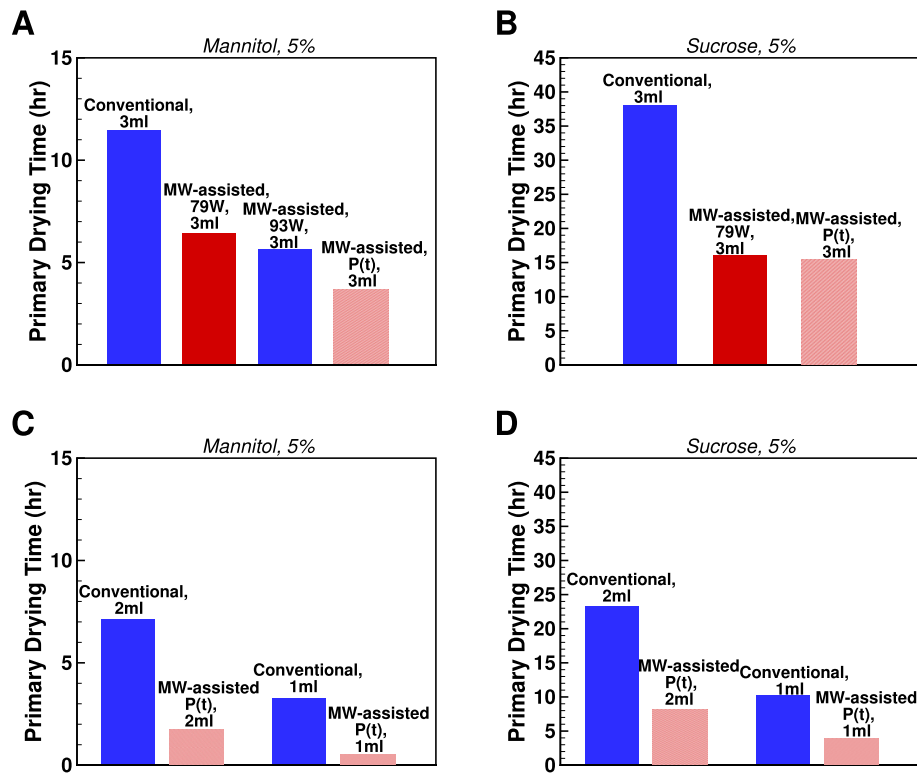 A
Mannitol, 5%
Primary Drying Time (hr)
15
10
5
0
Conventional,
3ml
MW-assisted,
79W,
3ml
MW-assisted,
93W,
3ml
MW-assisted,
P(t),
3ml
B
Sucrose, 5%
Primary Drying Time (hr)
45
40
35
30
25
20
15
10
5
0
Conventional,
3ml
MW-assisted,
79W,
3ml
MW-assisted,
P(t),
3ml
C
Mannitol, 5%
Primary Drying Time (hr)
15
10
5
0
Conventional,
2ml
MW-assisted
P(t),
2ml
Conventional,
1ml
MW-assisted
P(t),
1ml
D
Sucrose, 5%
Primary Drying Time (hr)
45
40
35
30
25
20
15
10
5
0
Conventional,
2ml
MW-assisted
P(t),
2ml
Conventional,
1ml
MW-assisted
P(t),
1ml